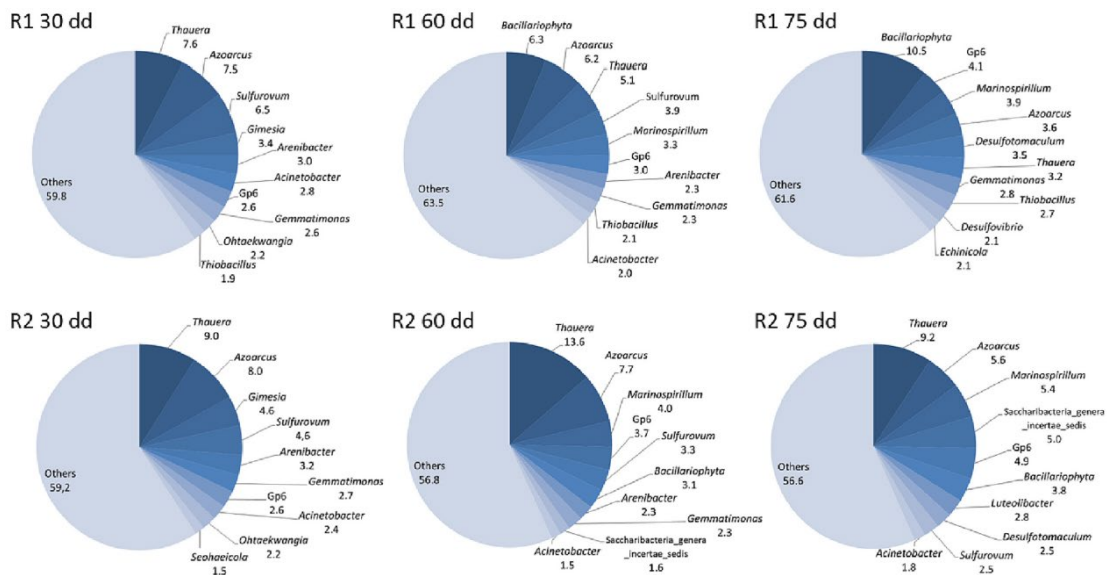 R1 30 dd
Thauera
7.6
Azoarcus
7.5
Sulfurovum
6.5
Gimesia
3.4
Arenibacter
3.0
Acinetobacter
2.8
Gp6
2.6
Gemmatimonas
2.6
Ohtaekwangia
2.2
Thiobacillus
1.9
Others
59.8
R1 60 dd
Bacillariophyta
6.3
Azoarcus
6.2
Thauera
5.1
Sulfurovum
3.9
Marinospirillum
3.3
Gp6
3.0
Arenibacter
2.3
Gemmatimonas
2.3
Thiobacillus
2.1
Acinetobacter
2.0
Others
63.5
R1 75 dd
Bacillariophyta
10.5
Gp6
4.1
Marinospirillum
3.9
Azoarcus
3.6
Desulfotomaculum
3.5
Thauera
3.2
Gemmatimonas
2.8
Thiobacillus
2.7
Desulfovibrio
2.1
Echinicola
2.1
Others
61.6
R2 30 dd
Thauera
9.0
Azoarcus
8.0
Gimesia
4.6
Sulfurovum
4,6
Arenibacter
3.2
Gemmatimonas
2.7
Gp6
2.6
Acinetobacter
2.4
Ohtaekwangia
2.2
Seohaeicola
1.5
Others
59,2
R2 60 dd
Thauera
13.6
Azoarcus
7.7
Marinospirillum
4.0
Gp6
3.7
Sulfurovum
3.3
Bacillariophyta
3.1
Arenibacter
2.3
Gemmatimonas
2.3
Saccharibacteria_genera
_incertae_sedis
1.6
Acinetobacter
1.5
Others
56.8
R2 75 dd
Thauera
9.2
Azoarcus
5.6
Marinospirillum
5.4
Saccharibacteria_genera
_incertae_sedis
5.0
Gp6
4.9
Bacillariophyta
3.8
Luteolibacter
2.8
Desulfotomaculum
2.5
Sulfurovum
2.5
Acinetobacter
1.8
Others
56.6